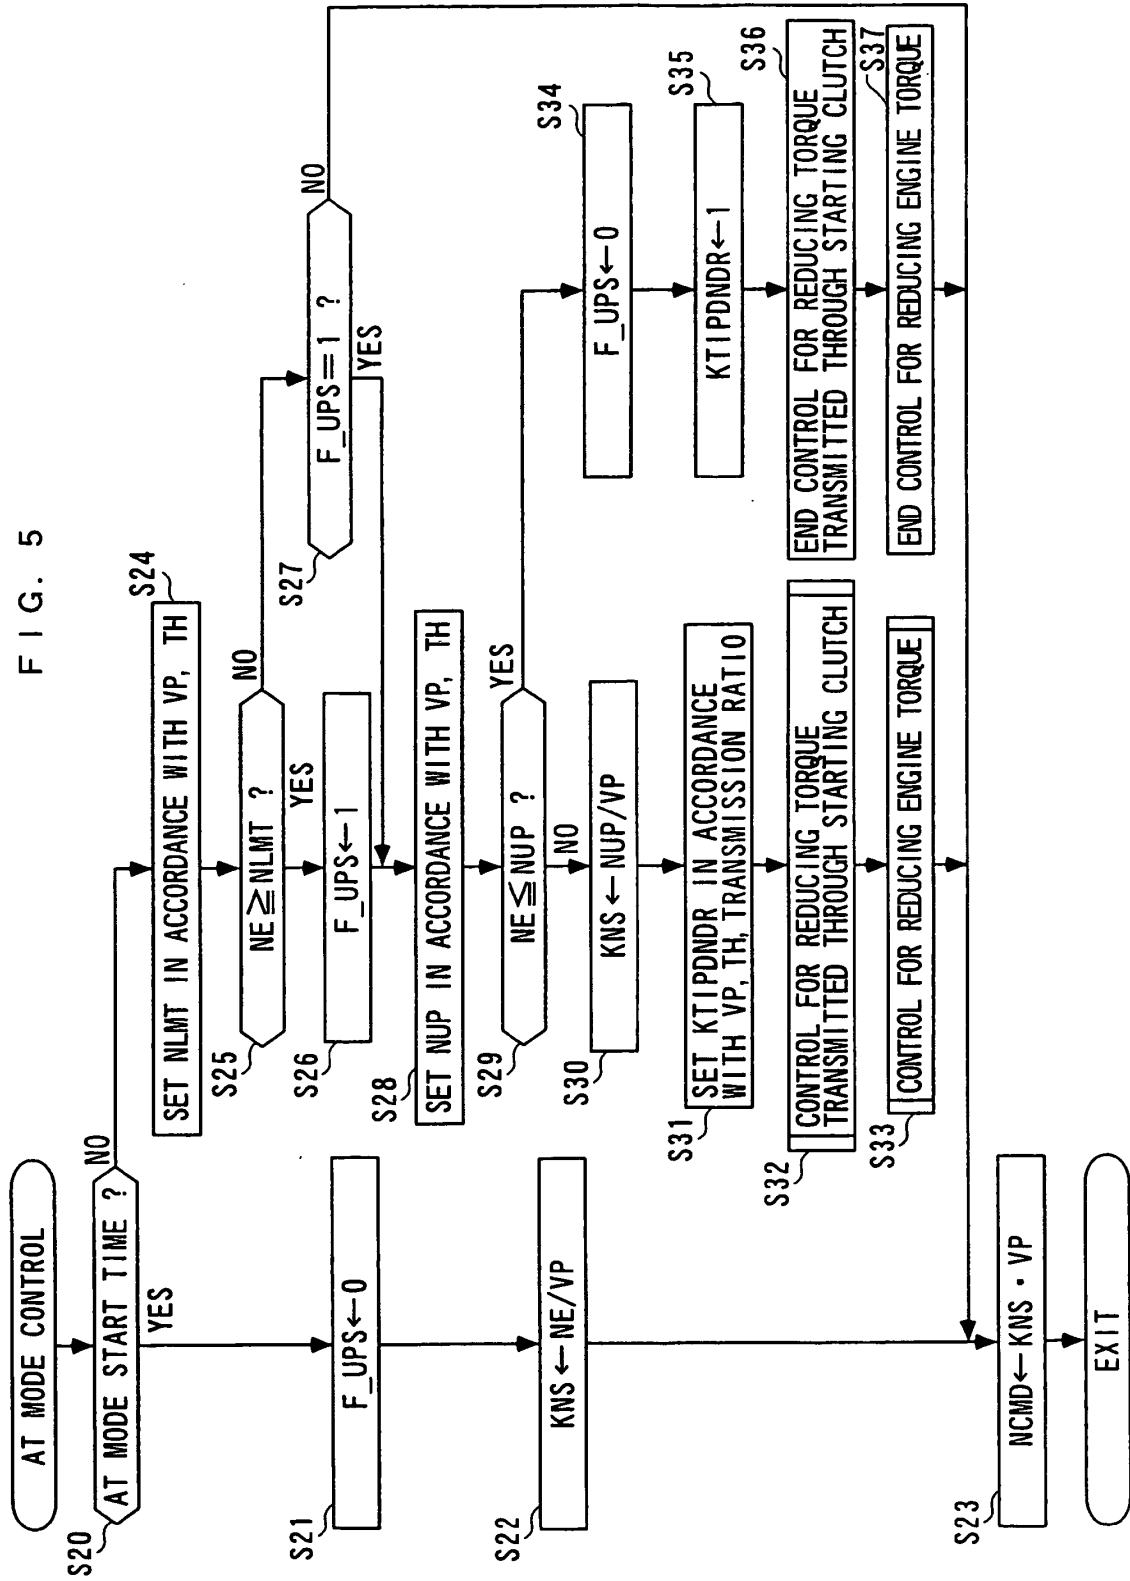 FIG. 5
AT MODE CONTROL
S20
AT MODE START TIME ?
NO
YES
S21
F_UPS←0
S22
KNS←NE/VP
S23
NCMD←KNS・VP
EXIT
S24
SET NLMT IN ACCORDANCE WITH VP, TH
S25
NE≧NLMT ?
NO
YES
S26
F_UPS←1
S27
F_UPS=1 ?
NO
YES
S28
SET NUP IN ACCORDANCE WITH VP, TH
S29
NE≦NUP ?
YES
NO
S30
KNS←NUP/VP
S31
SET KTIPDNDR IN ACCORDANCE
WITH VP, TH, TRANSMISSION RATIO
S32
CONTROL FOR REDUCING TORQUE
TRANSMITTED THROUGH STARTING CLUTCH
S33
CONTROL FOR REDUCING ENGINE TORQUE
S34
F_UPS←0
S35
KTIPDNDR←1
S36
END CONTROL FOR REDUCING TORQUE
TRANSMITTED THROUGH STARTING CLUTCH
S37
END CONTROL FOR REDUCING ENGINE TORQUE